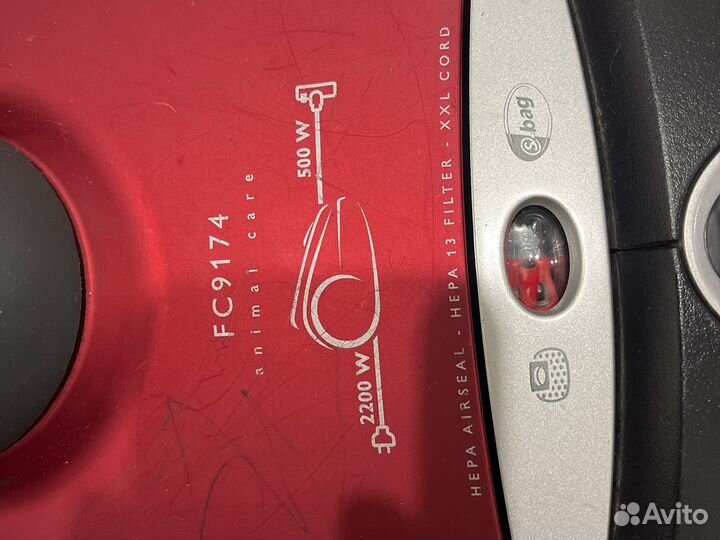 FC9174
animal care
500 W
2200 W
HEPA AIRSEAL - HEPA 13 FILTER - XXL CORD
s-bag
Avito